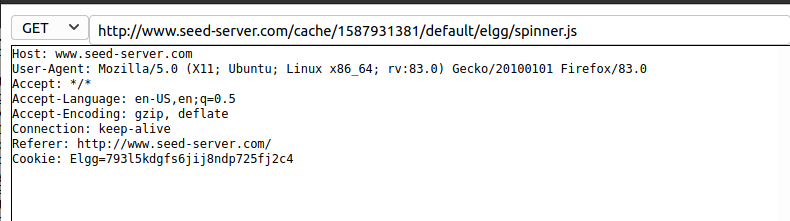 GET http://www.seed-server.com/cache/1587931381/default/elgg/spinner.js
Host: www.seed-server.com
User-Agent: Mozilla/5.0 (X11; Ubuntu; Linux x86_64; rv:83.0) Gecko/20100101 Firefox/83.0
Accept: */*
Accept-Language: en-US,en;q=0.5
Accept-Encoding: gzip, deflate
Connection: keep-alive
Referer: http://www.seed-server.com/
Cookie: Elgg=793l5kdgfs6jij8ndp725fj2c4